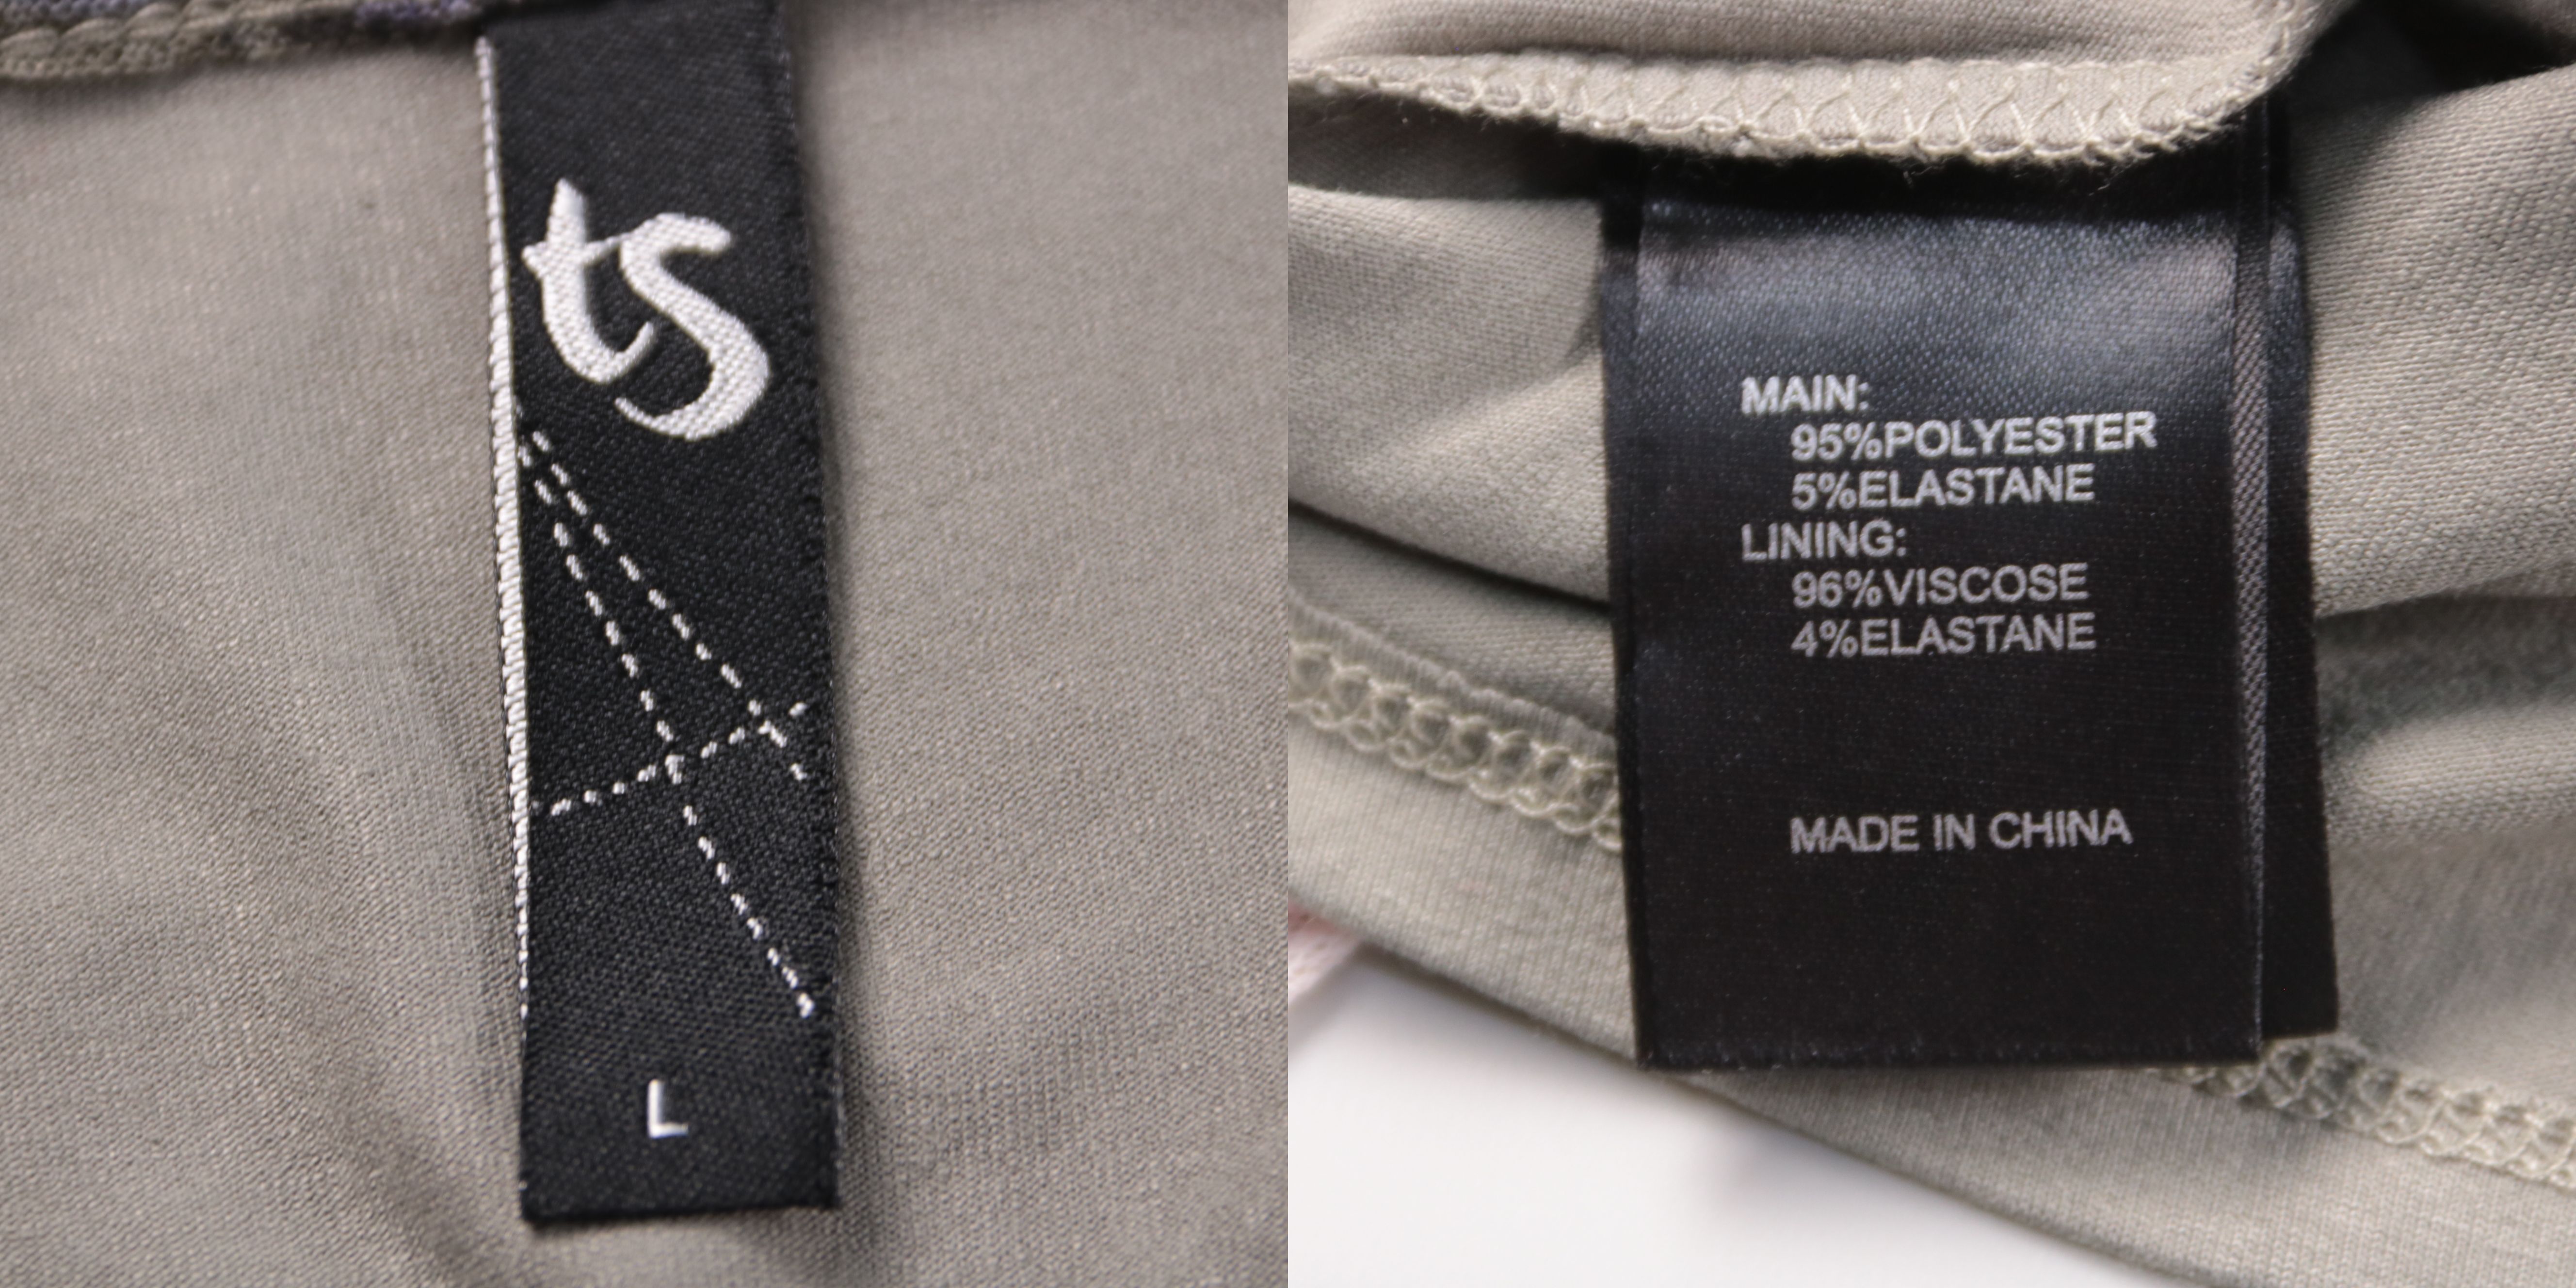 ts
L
MAIN:
95%POLYESTER
5%ELASTANE
LINING:
96%VISCOSE
4%ELASTANE
MADE IN CHINA